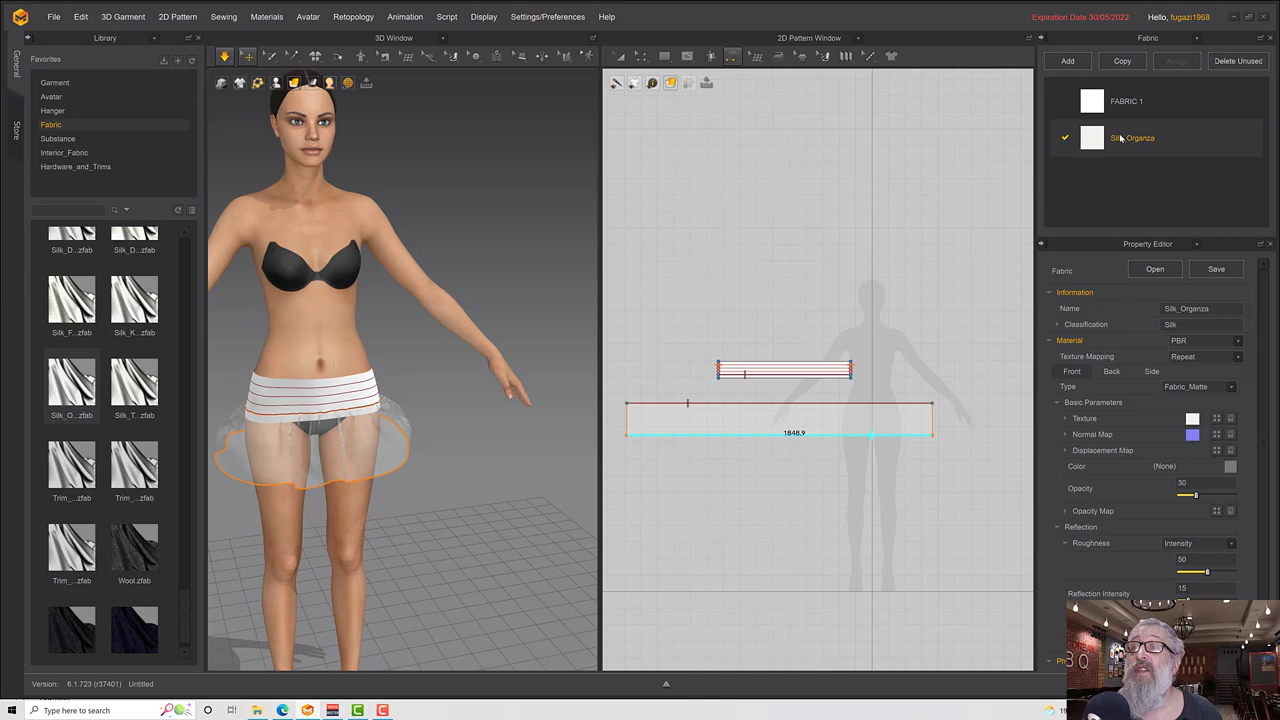 File Edit 3D Garment 2D Pattern Sewing Materials Avatar Retopology Animation Script Display Settings/Preferences Help
Expiration Date 30/05/2022 Hello, fugazi1968
Library
3D Window
2D Pattern Window
Fabric
General
Store
Favorites
Garment
Avatar
Hanger
Fabric
Substance
Interior_Fabric
Hardware_and_Trims
Silk_D...zfab Silk_D...zfab
Silk_F...zfab Silk_K...zfab
Silk_O...zfab Silk_T...zfab
Trim_...zfab Trim_...zfab
Trim_...zfab Wool.zfab
1848.9
Add Copy Assign Delete Unused
FABRIC 1
Silk_Organza
Property Editor
Fabric Open Save
Information
Name Silk_Organza
Classification Silk
Material PBR
Texture Mapping Repeat
Front Back Side
Type Fabric_Matte
Basic Parameters
Texture
Normal Map
Displacement Map
Color (None)
Opacity 30
Opacity Map
Reflection
Roughness Intensity
50
Reflection Intensity 15
Version: 6.1.723 (r37401) Untitled
Type here to search